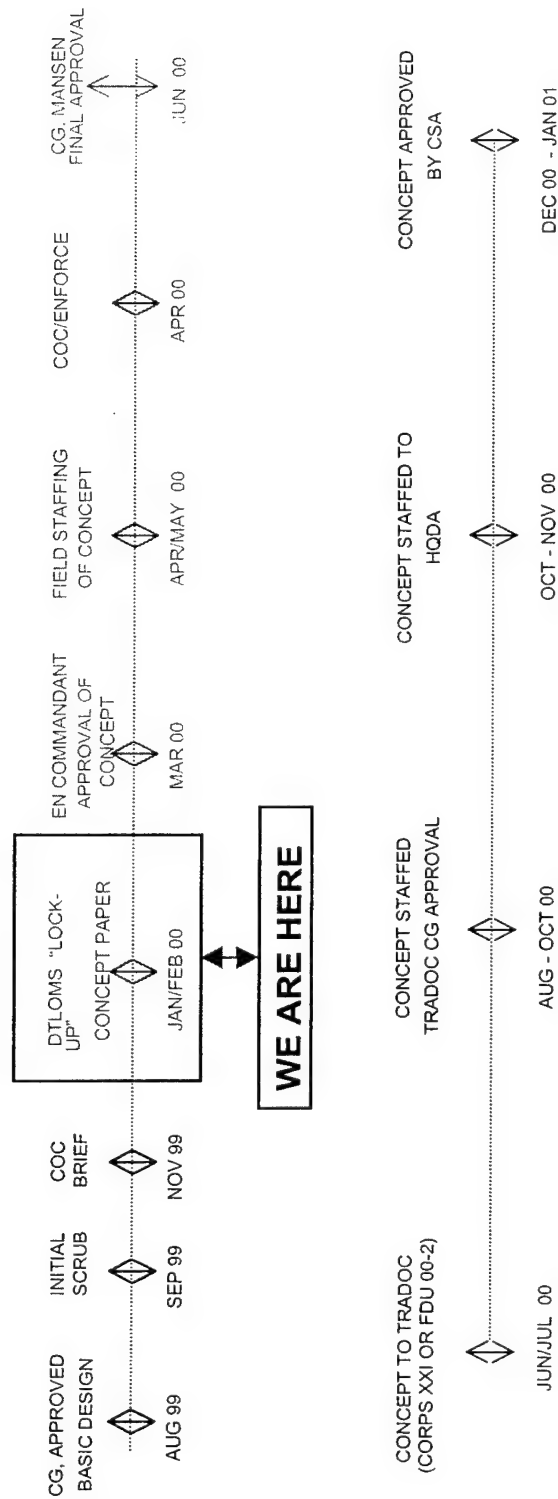 CG, APPROVED
BASIC DESIGN
AUG 99
INITIAL
SCRUB
SEP 99
COC
BRIEF
NOV 99
DTLOMS "LOCK-
UP"
CONCEPT PAPER
JAN/FEB 00
WE ARE HERE
EN COMMANDANT
APPROVAL OF
CONCEPT
MAR 00
FIELD STAFFING
OF CONCEPT
APR/MAY 00
COC/ENFORCE
APR 00
CG, MANSEN
FINAL APPROVAL
JUN 00
CONCEPT TO TRADOC
(CORPS XXI OR FDU 00-2)
JUN/JUL 00
CONCEPT STAFFED
TRADOC CG APPROVAL
AUG - OCT 00
CONCEPT STAFFED TO
HQDA
OCT - NOV 00
CONCEPT APPROVED
BY CSA
DEC 00 - JAN 01